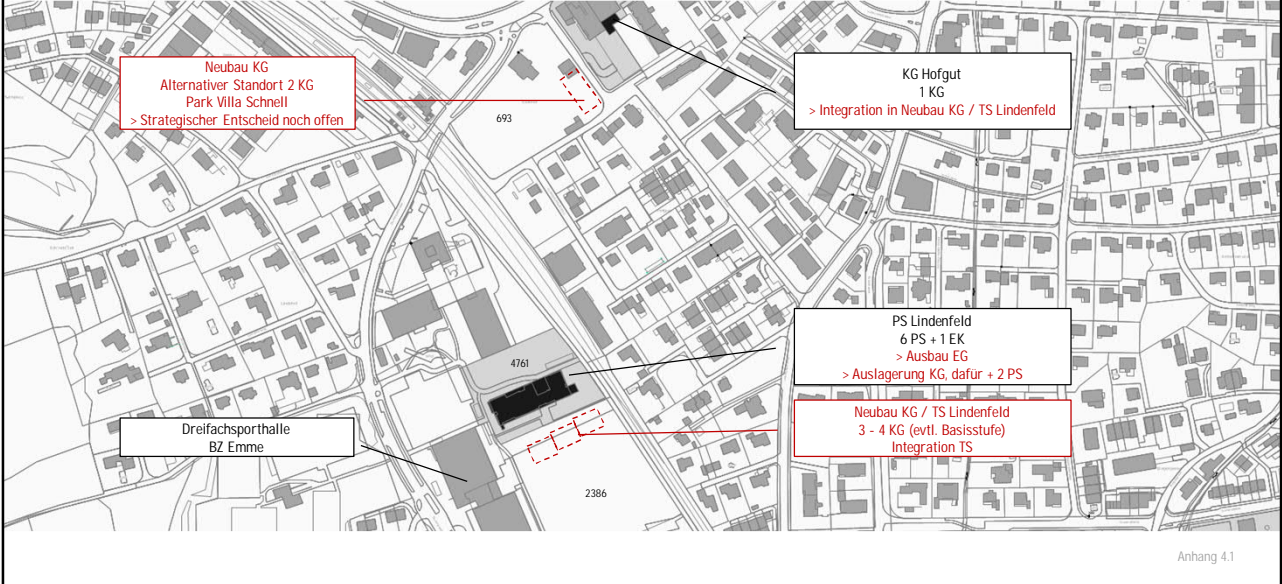 Neubau KG
Alternativer Standort 2 KG
Park Villa Schnell
> Strategischer Entscheid noch offen
693
KG Hofgut
1 KG
> Integration in Neubau KG / TS Lindenfeld
PS Lindenfeld
6 PS + 1 EK
> Ausbau EG
> Auslagerung KG, dafür + 2 PS
4761
Neubau KG / TS Lindenfeld
3 - 4 KG (evtl. Basisstufe)
Integration TS
Dreifachsporthalle
BZ Emme
2386
Anhang 4.1